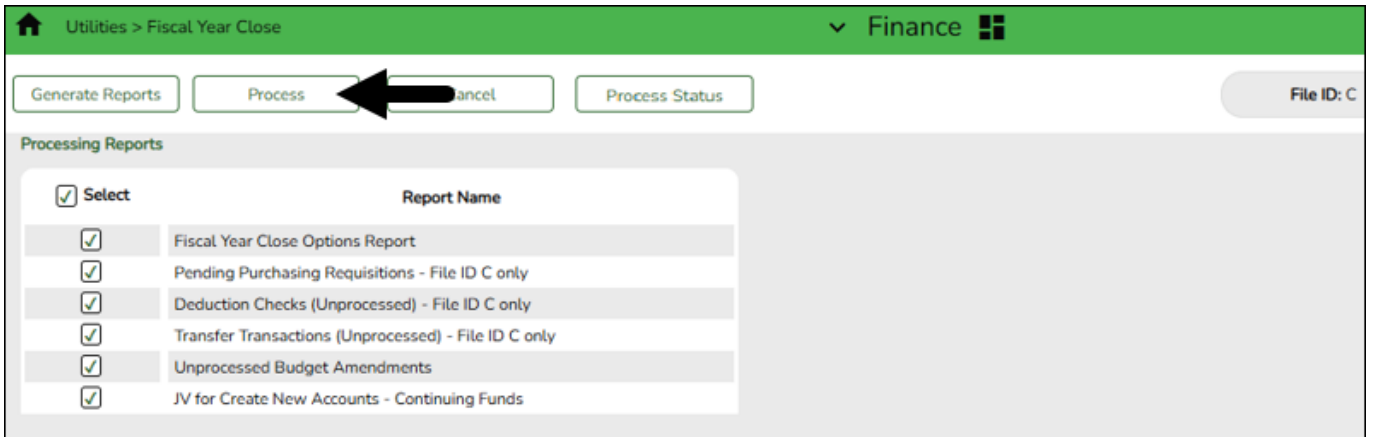 Utilities > Fiscal Year Close
Finance
Generate Reports
Process
ancel
Process Status
File ID: C
Processing Reports
Select
Report Name
Fiscal Year Close Options Report
Pending Purchasing Requisitions - File ID C only
Deduction Checks (Unprocessed) - File ID C only
Transfer Transactions (Unprocessed) - File ID C only
Unprocessed Budget Amendments
JV for Create New Accounts - Continuing Funds